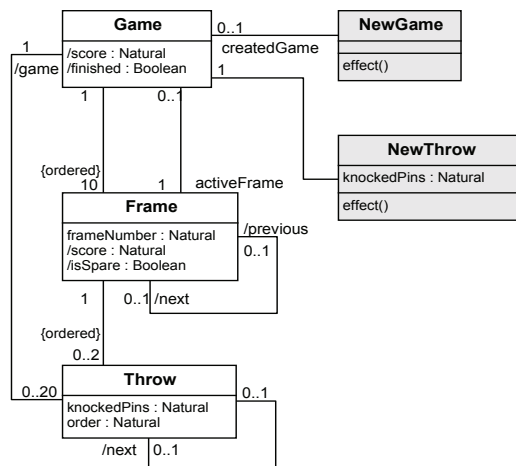 Game
/score : Natural
/finished : Boolean
NewGame
effect()
0..1
createdGame
1
/game
1
0..1
1
NewThrow
knockedPins : Natural
effect()
{ordered}
10
1
activeFrame
Frame
frameNumber : Natural
/score : Natural
/isSpare : Boolean
/previous
0..1
1
0..1
/next
{ordered}
0..2
0..20
Throw
knockedPins : Natural
order : Natural
0..1
/next
0..1